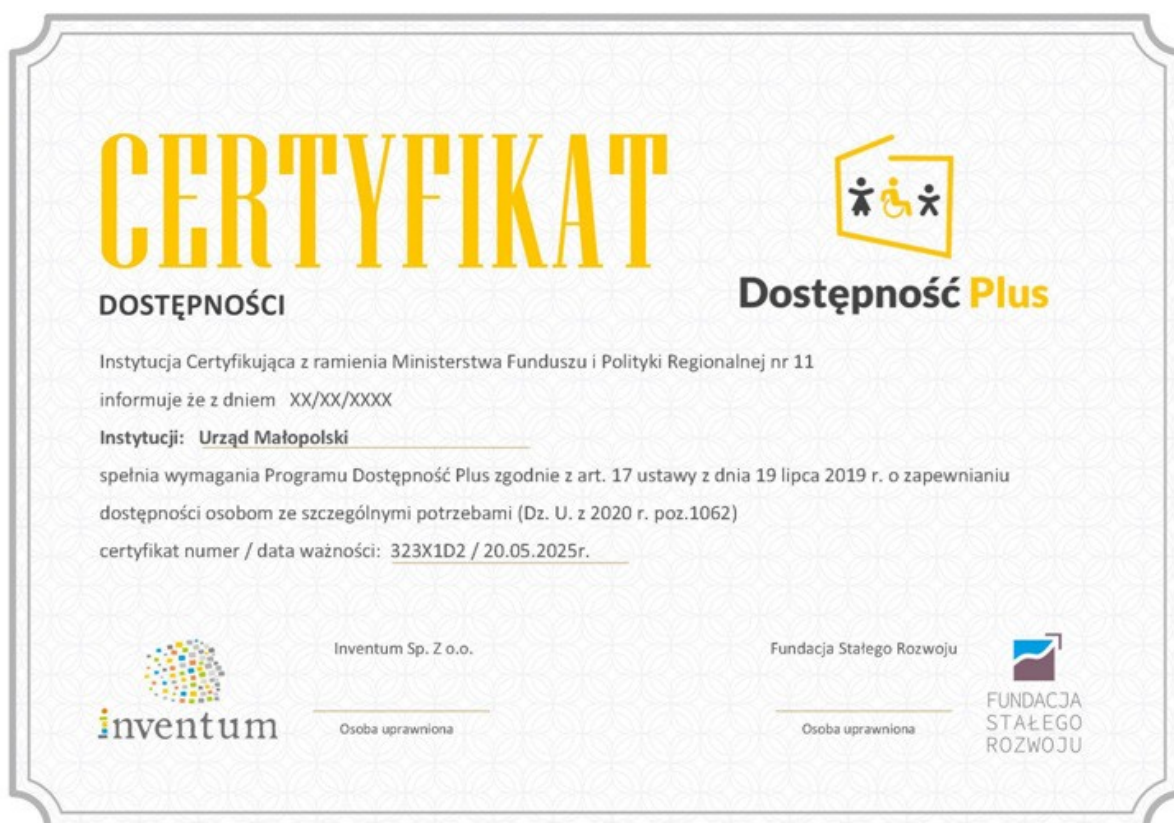 CERTYFIKAT
DOSTĘPNOŚCI
Dostępność Plus
Instytucja Certyfikująca z ramienia Ministerstwa Funduszu i Polityki Regionalnej nr 11
informuje że z dniem XX/XX/XXXX
Instytucji: Urząd Małopolski
spełnia wymagania Programu Dostępność Plus zgodnie z art. 17 ustawy z dnia 19 lipca 2019 r. o zapewnianiu
dostępności osobom ze szczególnymi potrzebami (Dz. U. z 2020 r. poz.1062)
certyfikat numer / data ważności: 323X1D2 / 20.05.2025r.
inventum
Inventum Sp. Z o.o.
Osoba uprawniona
Fundacja Stałego Rozwoju
Osoba uprawniona
FUNDACJA
STAŁEGO
ROZWOJU